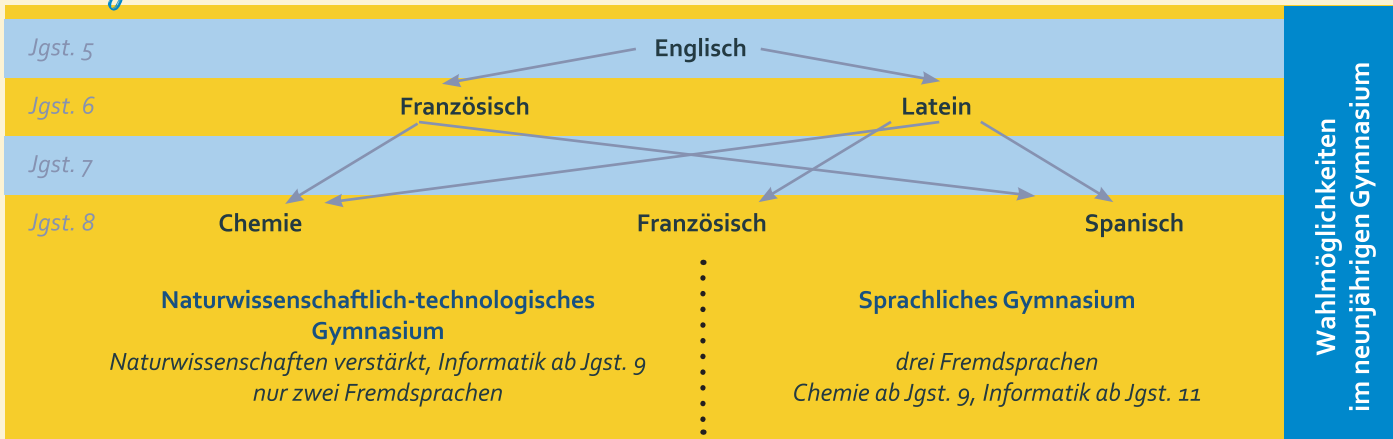 Jgst. 5
Englisch
Jgst. 6
Französisch
Latein
Jgst. 7
Jgst. 8
Chemie
Französisch
Spanisch
Naturwissenschaftlich-technologisches
Gymnasium
Naturwissenschaften verstärkt, Informatik ab Jgst. 9
nur zwei Fremdsprachen
Sprachliches Gymnasium
drei Fremdsprachen
Chemie ab Jgst. 9, Informatik ab Jgst. 11
Wahlmöglichkeiten
im neunjährigen Gymnasium